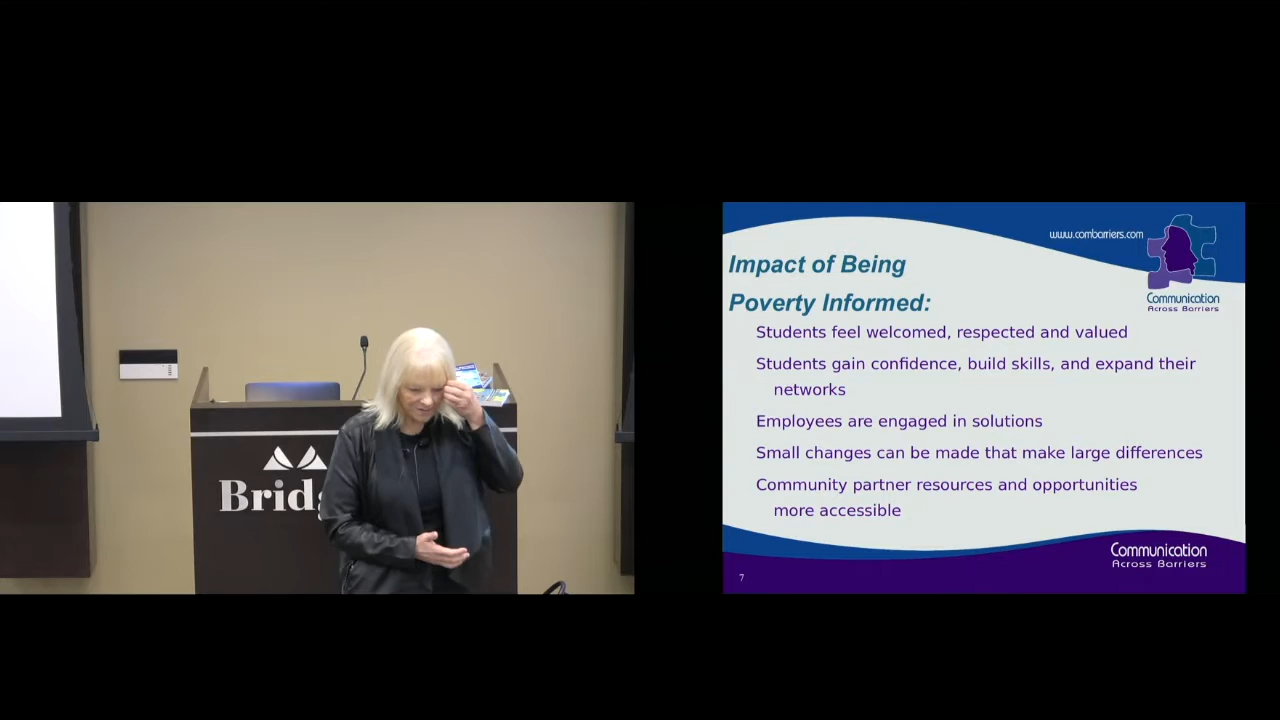 www.combarriers.com
Communication
Across Barriers
Impact of Being
Poverty Informed:
Students feel welcomed, respected and valued
Students gain confidence, build skills, and expand their
networks
Employees are engaged in solutions
Small changes can be made that make large differences
Community partner resources and opportunities
more accessible
Communication
Across Barriers
7